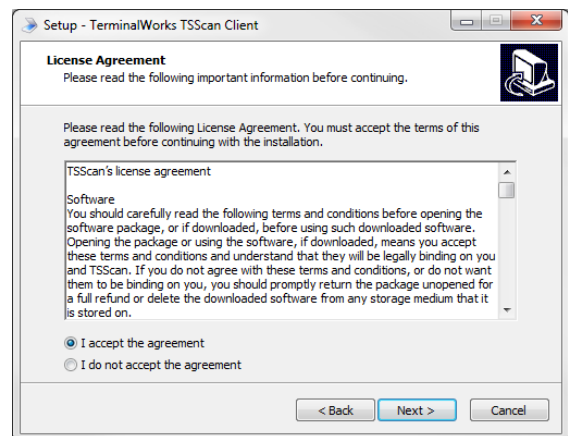 Setup - TerminalWorks TSScan Client
License Agreement
Please read the following important information before continuing.
Please read the following License Agreement. You must accept the terms of this
agreement before continuing with the installation.
TSScan's license agreement
Software
You should carefully read the following terms and conditions before opening the
software package, or if downloaded, before using such downloaded software.
Opening the package or using the software, if downloaded, means you accept
these terms and conditions and understand that they will be legally binding on you
and TSScan. If you do not agree with these terms and conditions, or do not want
them to be binding on you, you should promptly return the package unopened for
a full refund or delete the downloaded software from any storage medium that it
is stored on.
I accept the agreement
I do not accept the agreement
< Back Next > Cancel